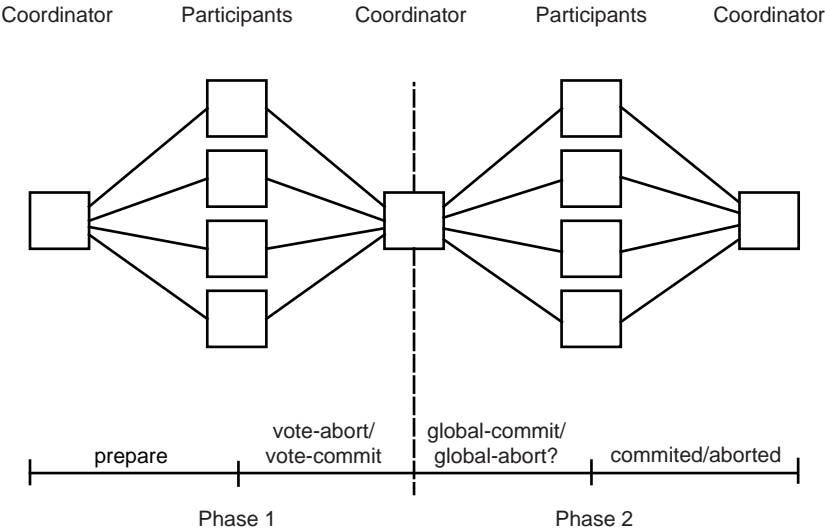 Coordinator Participants Coordinator Participants Coordinator
vote-abort/ global-commit/
prepare vote-commit global-abort? commited/aborted
Phase 1 Phase 2